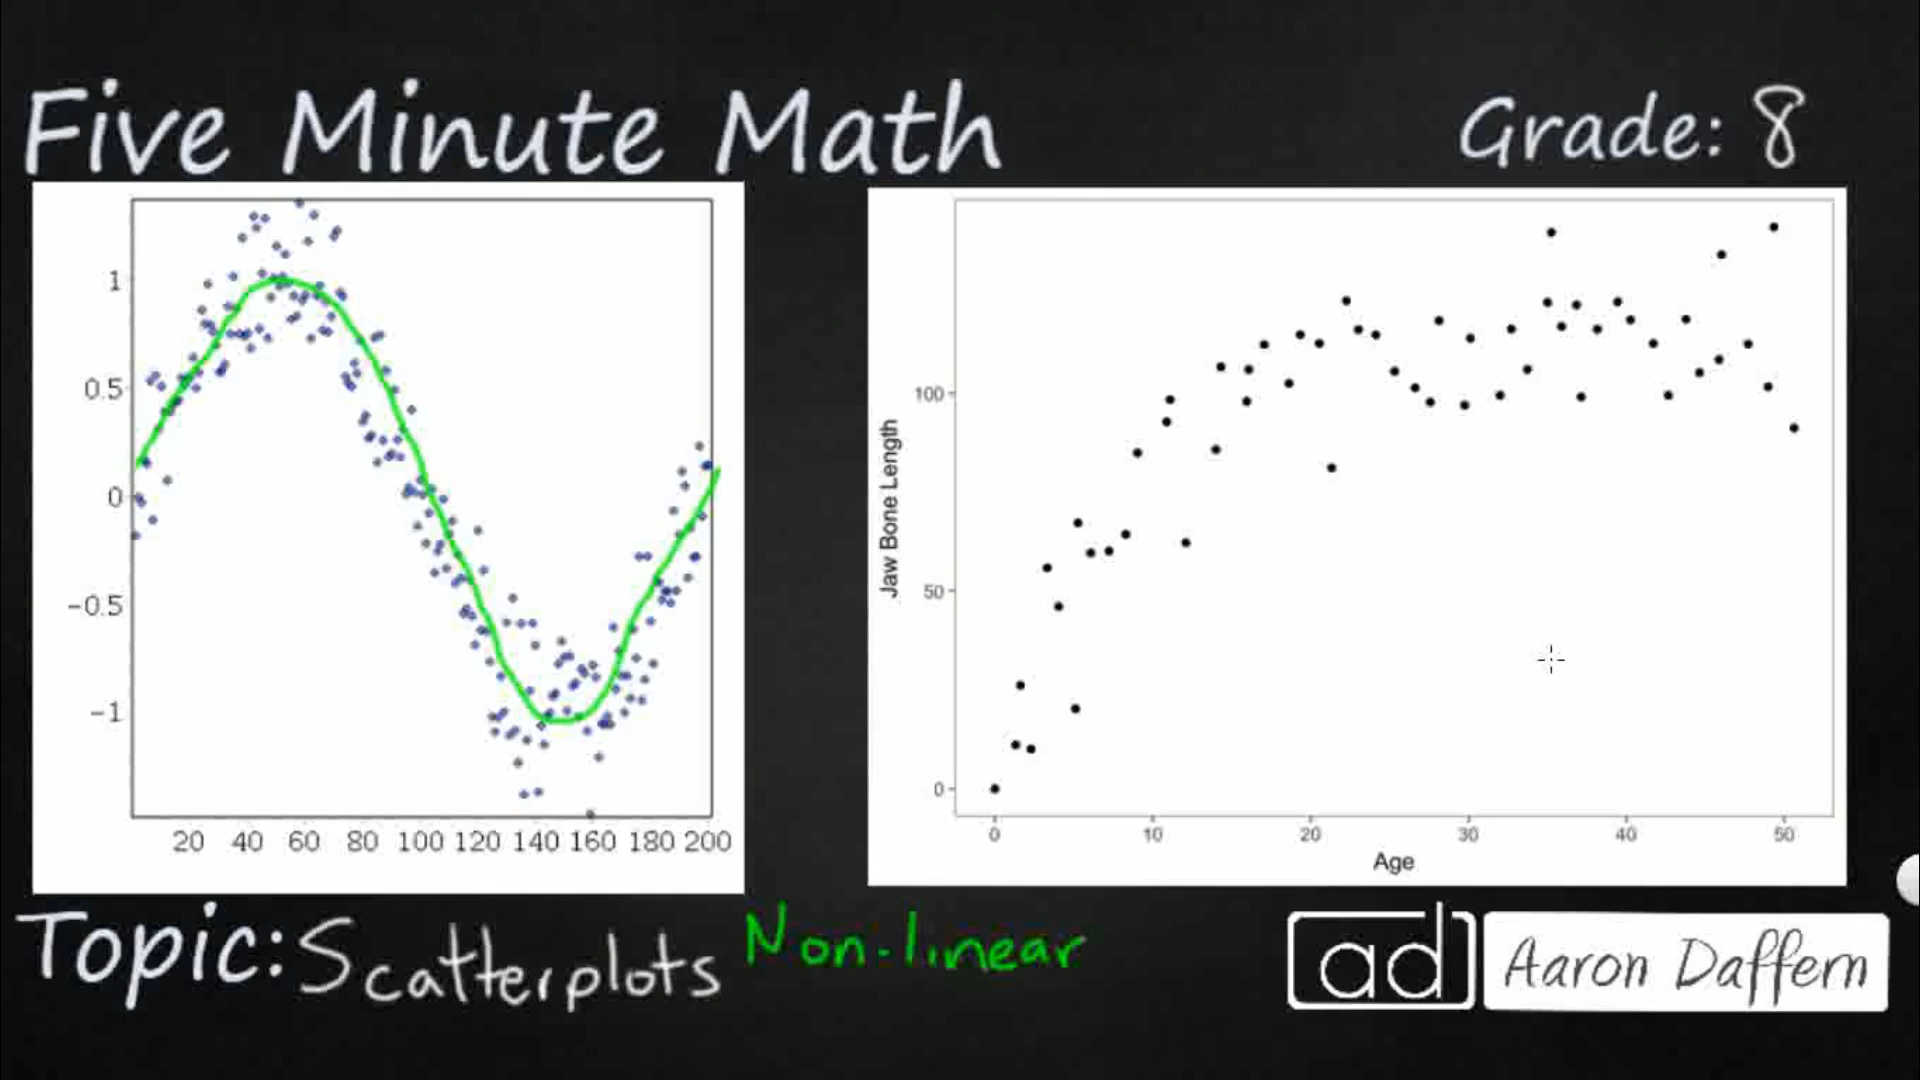 Five Minute Math
Grade: 8
1
0.5
0
−0.5
−1
20 40 60 80 100 120 140 160 180 200
Jaw Bone Length
100
50
0
0 10 20 30 40 50
Age
Topic: Scatterplots Non-linear
ad Aaron Daffern